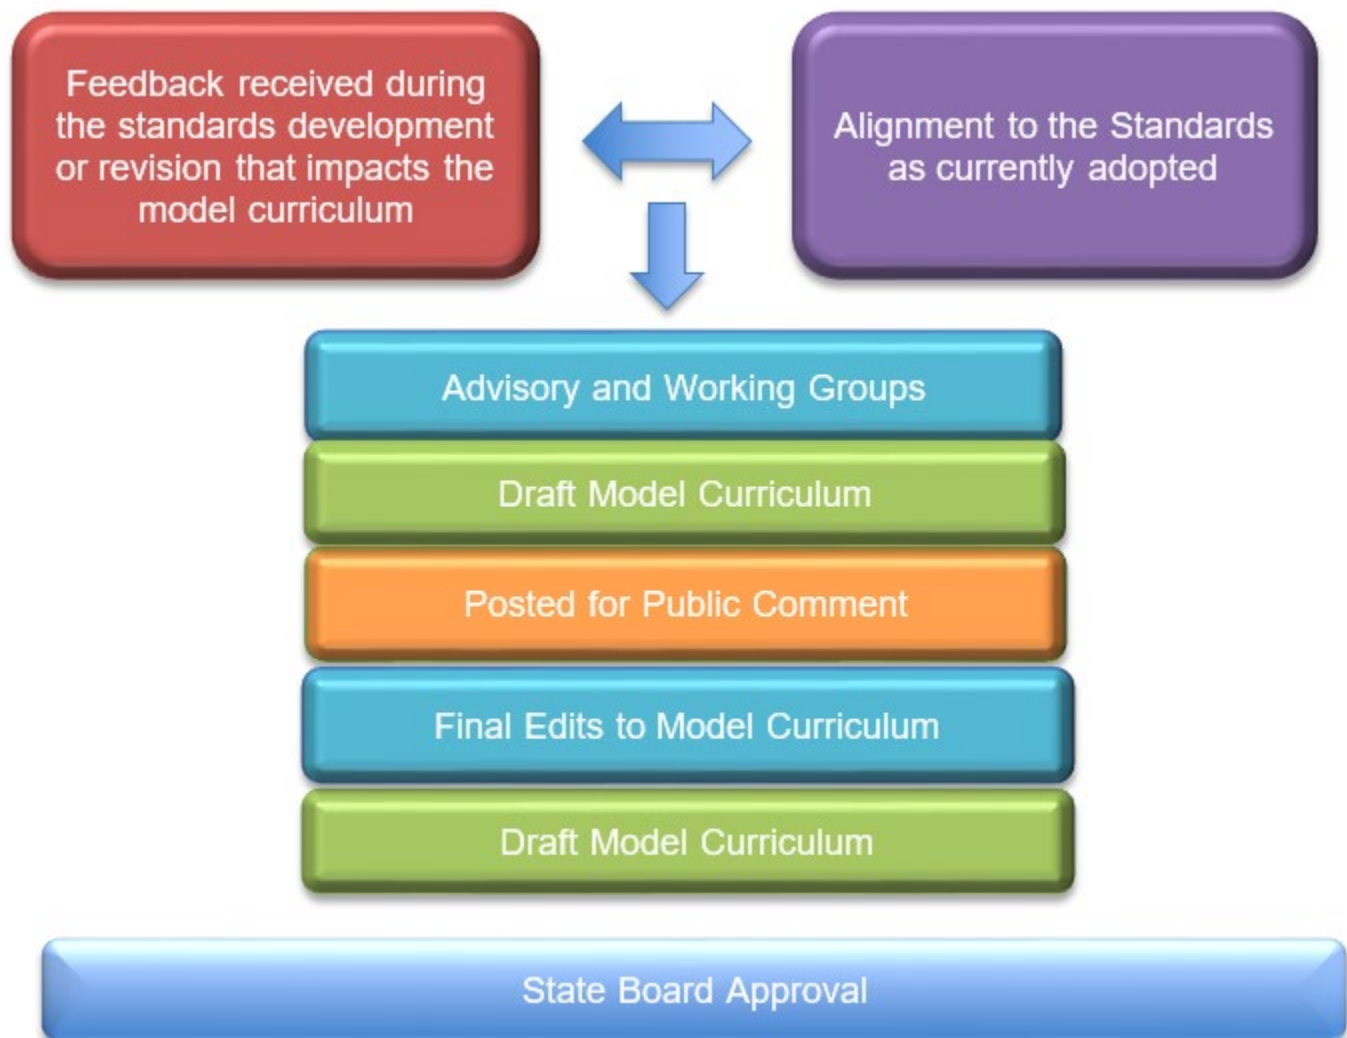 Feedback received during
the standards development
or revision that impacts the
model curriculum
Alignment to the Standards
as currently adopted
Advisory and Working Groups
Draft Model Curriculum
Posted for Public Comment
Final Edits to Model Curriculum
Draft Model Curriculum
State Board Approval